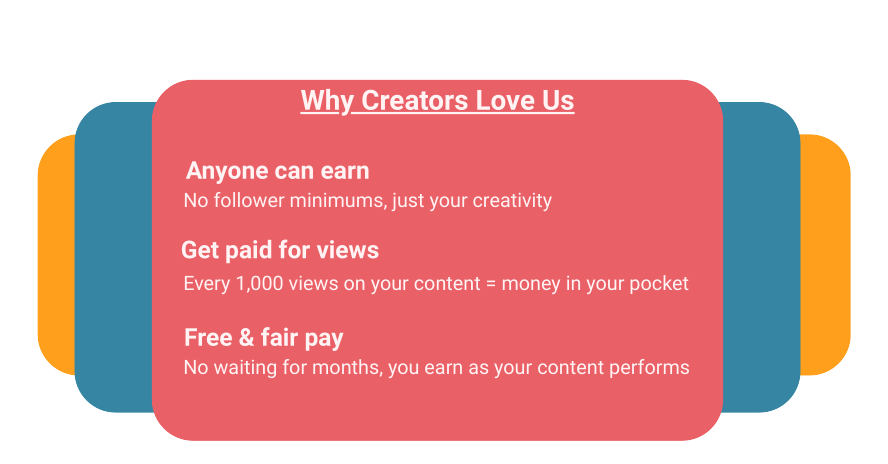 Why Creators Love Us
Anyone can earn
No follower minimums, just your creativity
Get paid for views
Every 1,000 views on your content = money in your pocket
Free & fair pay
No waiting for months, you earn as your content performs